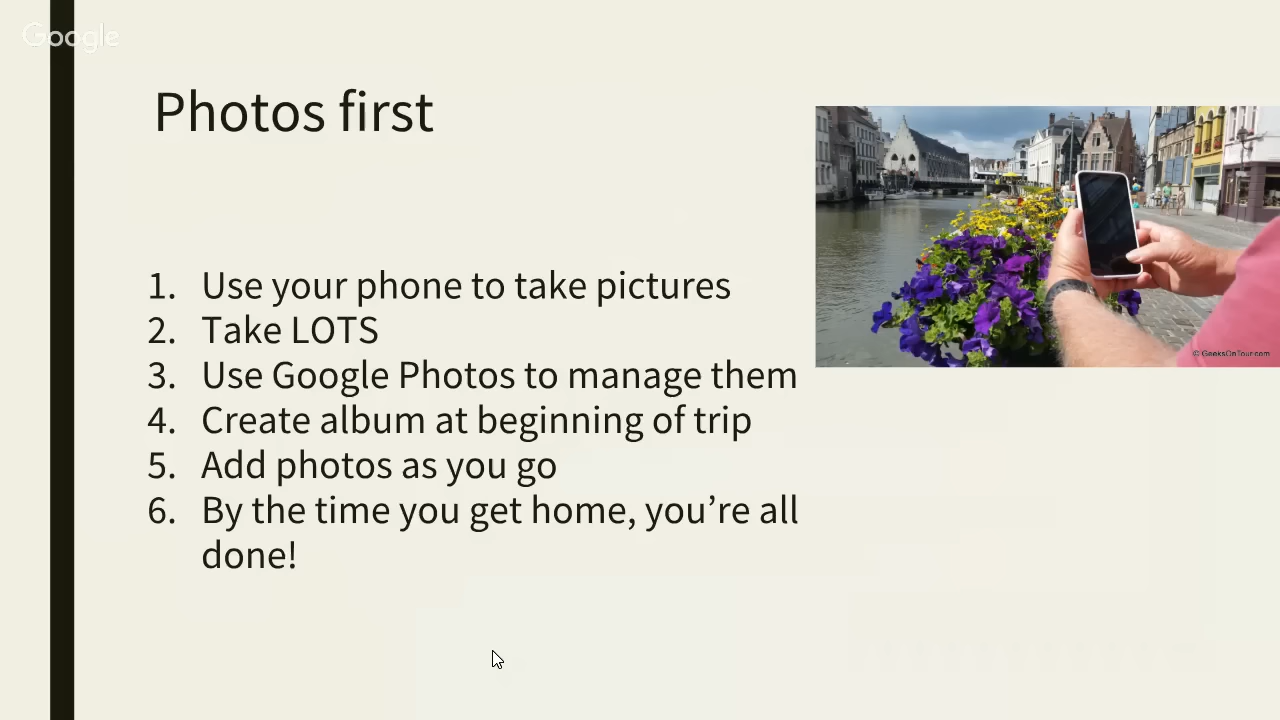 Google
Photos first
1. Use your phone to take pictures
2. Take LOTS
3. Use Google Photos to manage them
4. Create album at beginning of trip
5. Add photos as you go
6. By the time you get home, you’re all
done!
© GeeksOnTour.com